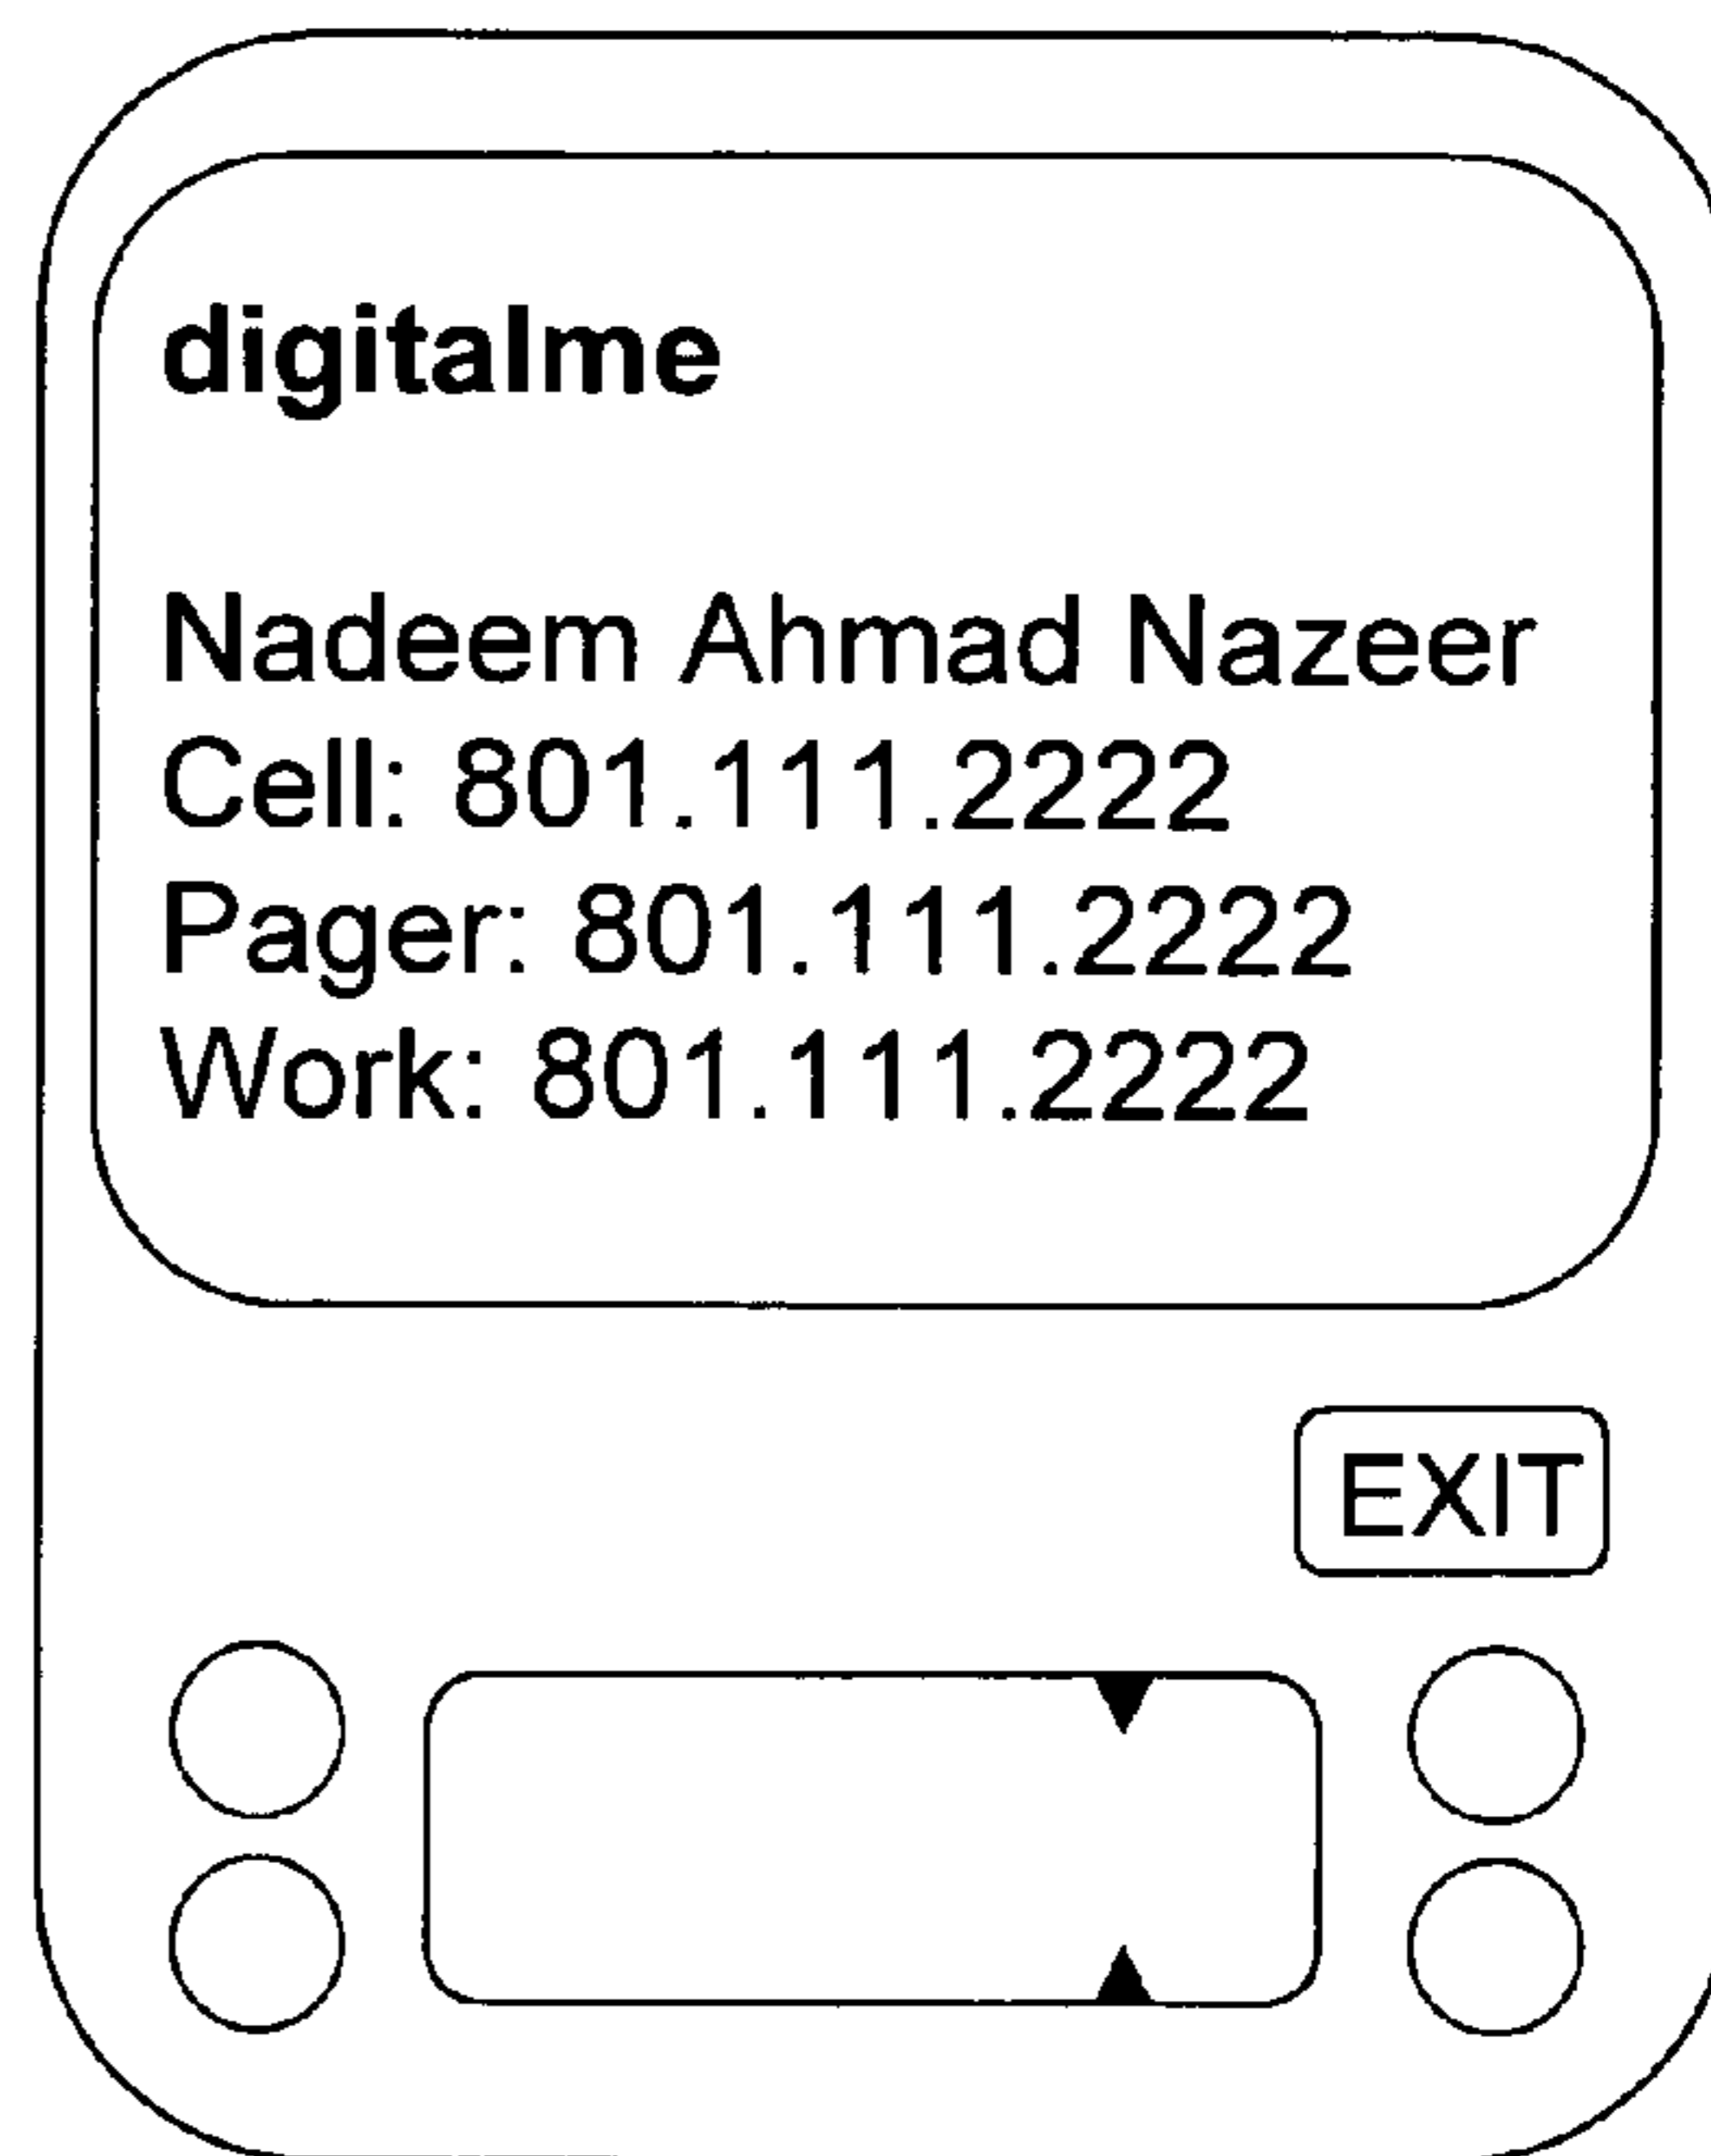 digitalme
Nadeem Ahmad Nazeer
Cell: 801.111.2222
Pager: 801.111.2222
Work: 801.111.2222
EXIT